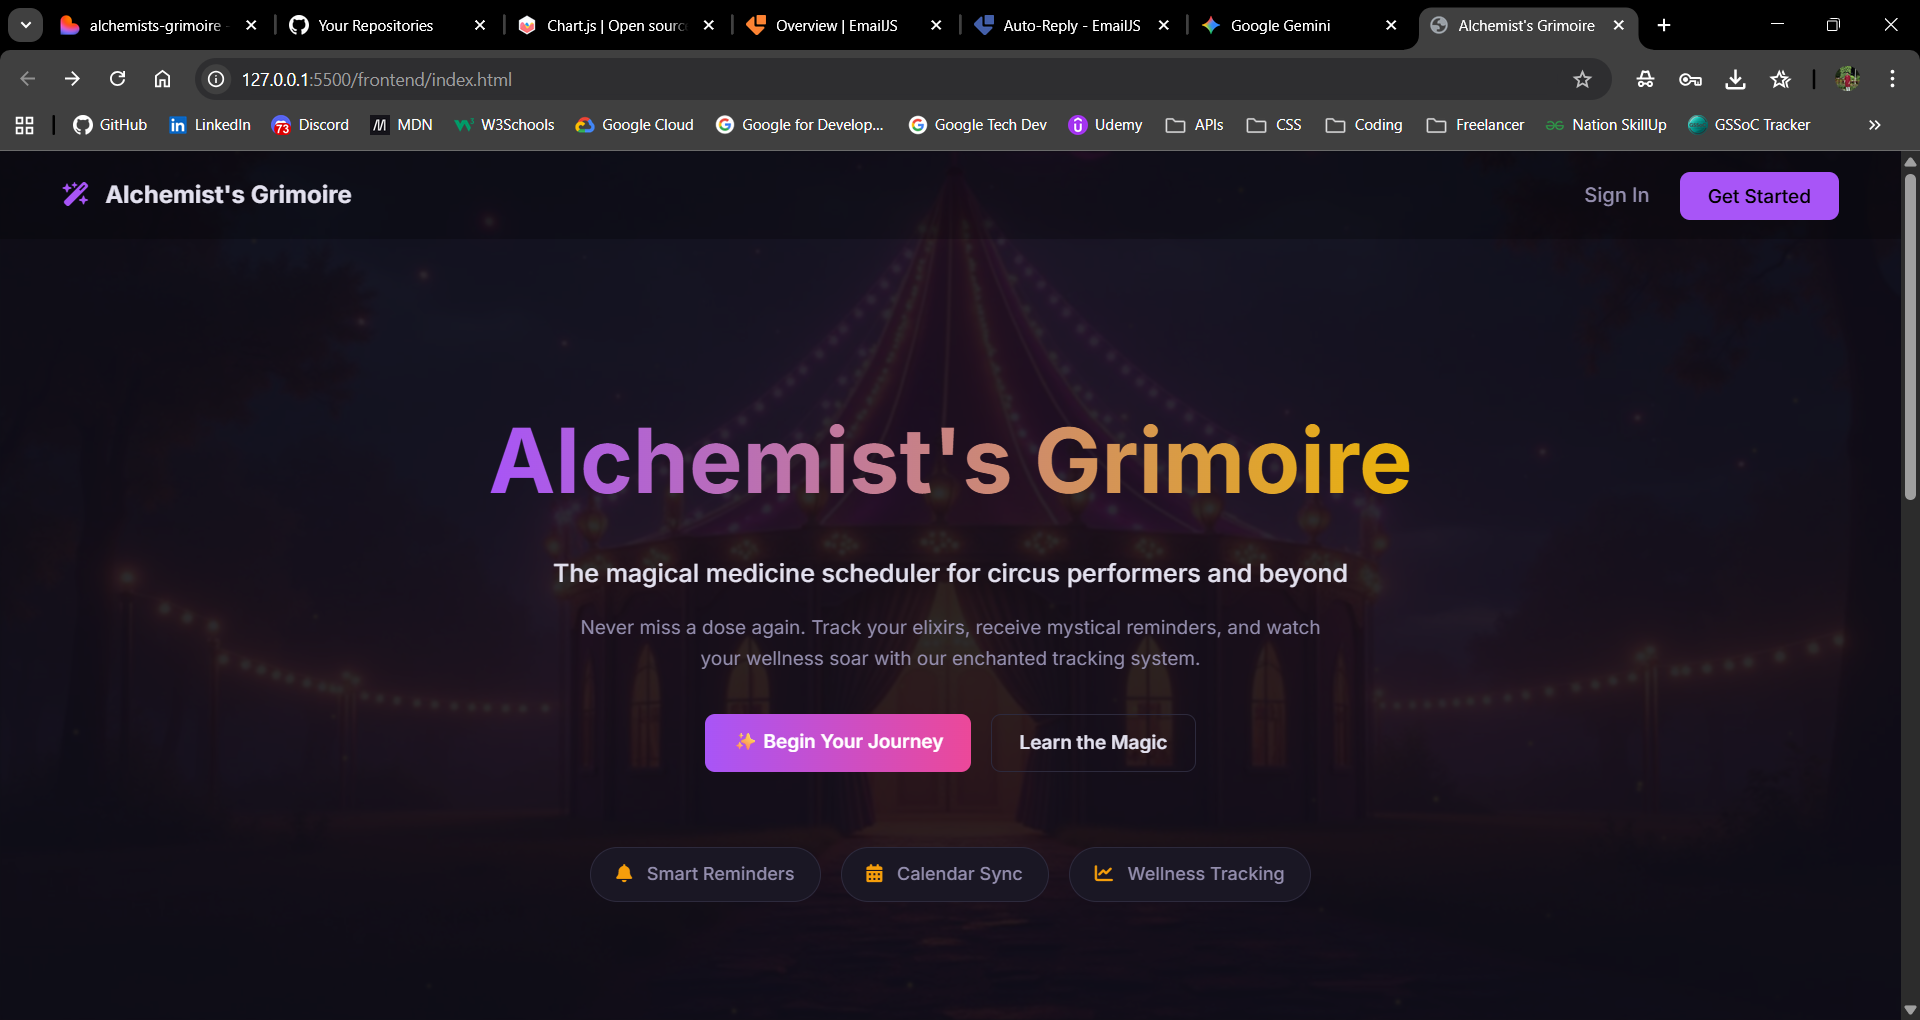 alchemists-grimoire -
Your Repositories
Chart.js | Open sourc
Overview | EmailJS
Auto-Reply - EmailJS
Google Gemini
Alchemist's Grimoire
127.0.0.1:5500/frontend/index.html
GitHub
LinkedIn
73
Discord
MDN
W3Schools
Google Cloud
Google for Develop...
Google Tech Dev
Udemy
APIs
CSS
Coding
Freelancer
Nation SkillUp
GSSoC Tracker
Alchemist's Grimoire
Sign In
Get Started
Alchemist's Grimoire
The magical medicine scheduler for circus performers and beyond
Never miss a dose again. Track your elixirs, receive mystical reminders, and watch
your wellness soar with our enchanted tracking system.
✨ Begin Your Journey
Learn the Magic
Smart Reminders
Calendar Sync
Wellness Tracking